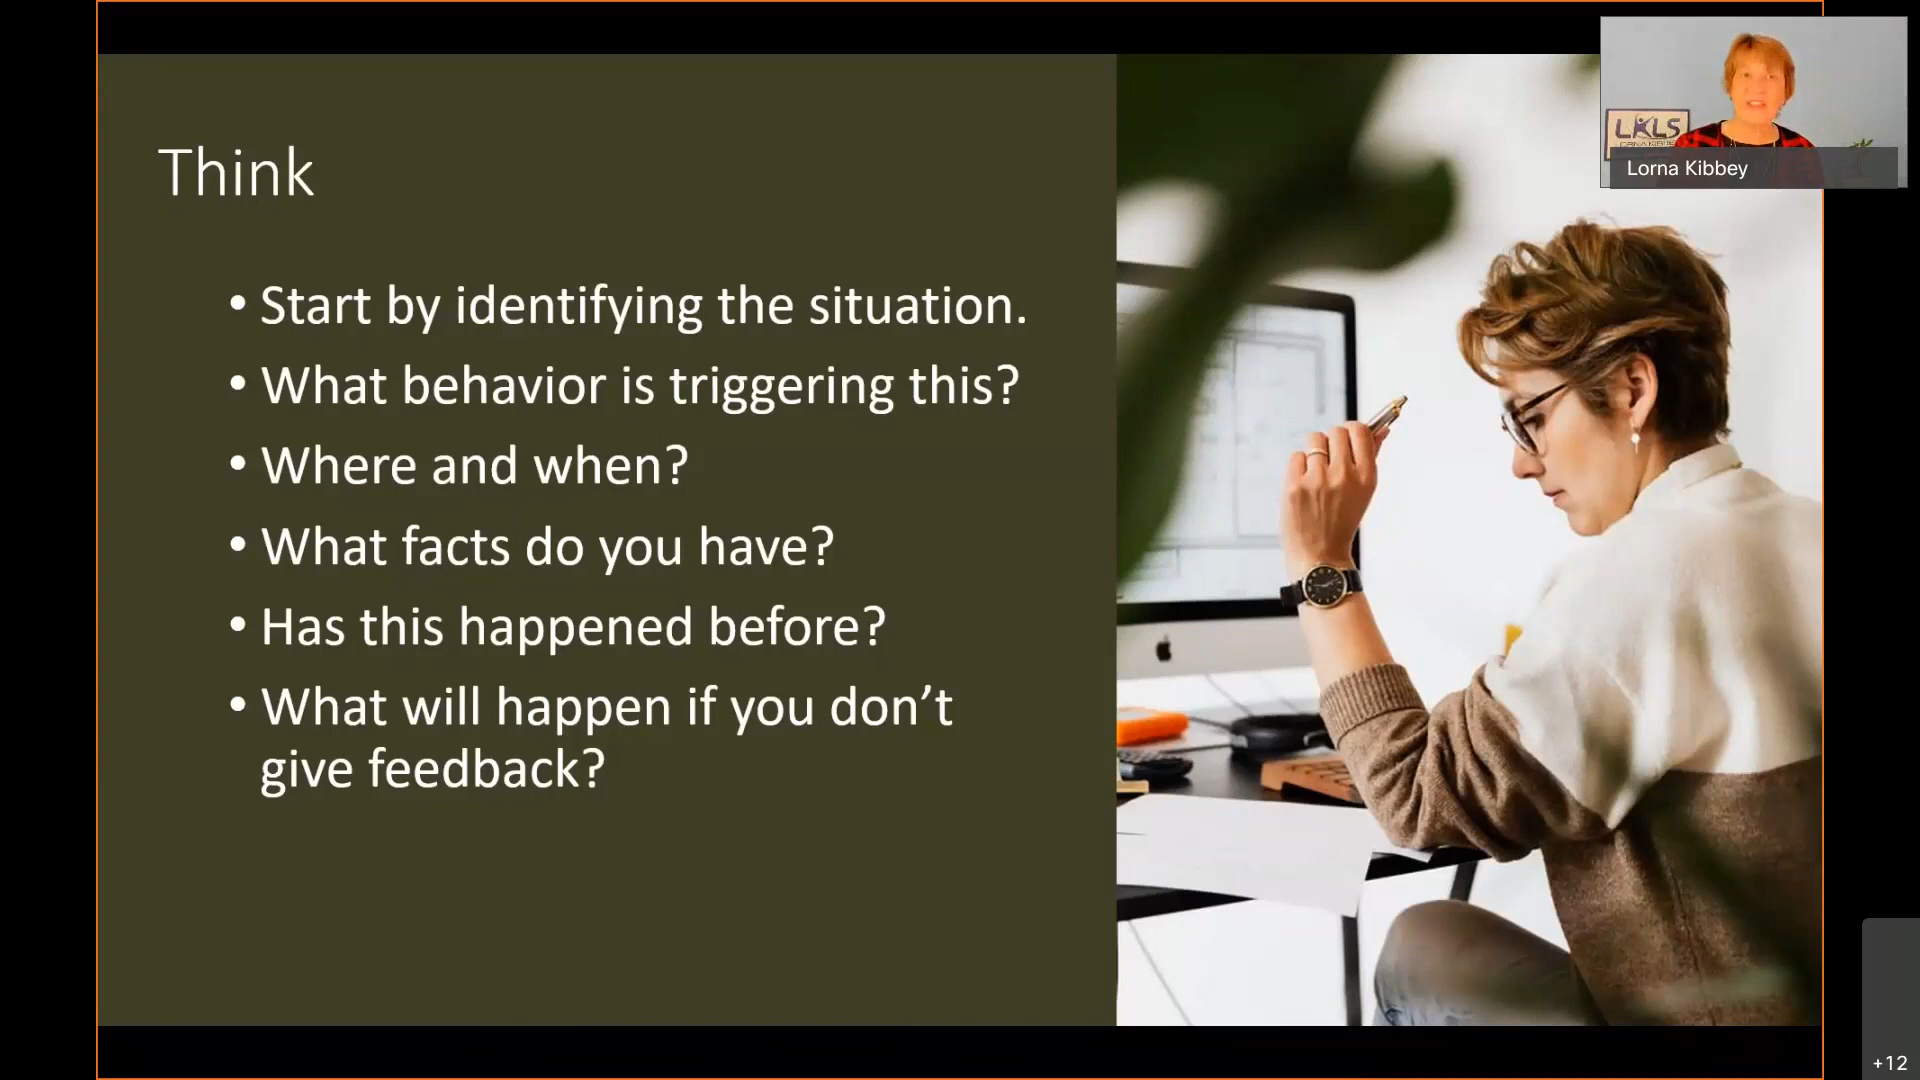 Think
• Start by identifying the situation.
• What behavior is triggering this?
• Where and when?
• What facts do you have?
• Has this happened before?
• What will happen if you don’t
give feedback?
LKLS
Lorna Kibbey
+12